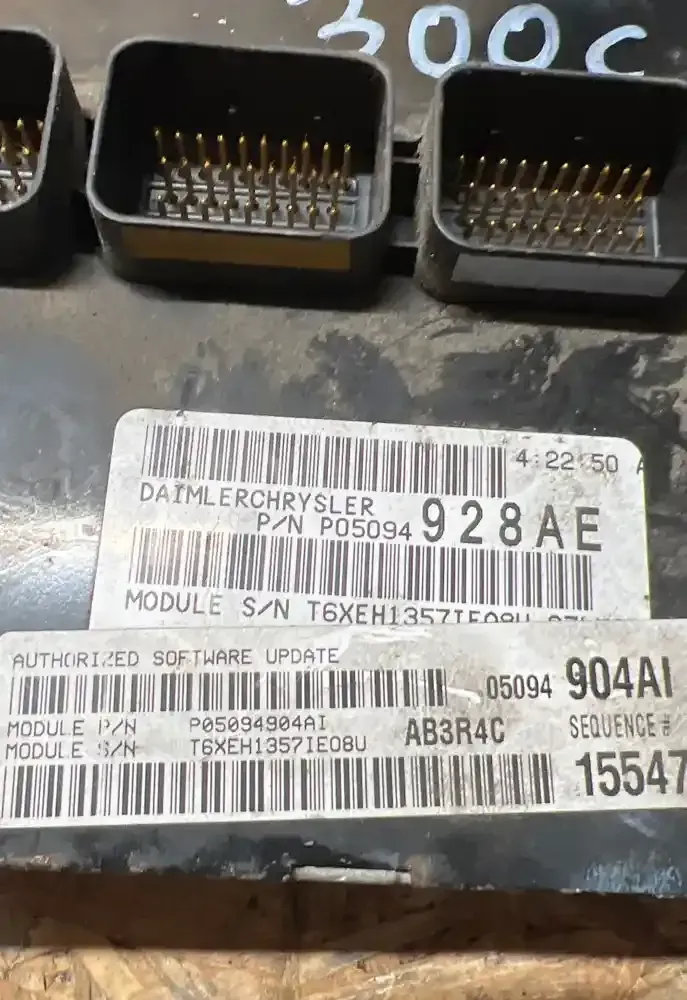 300C
4:22:50 A
DAIMLERCHRYSLER
P/N P05094 928AE
MODULE S/N T6XEH1357IE08U
AUTHORIZED SOFTWARE UPDATE
05094 904AI
MODULE P/N P05094904AI AB3R4C SEQUENCE #
MODULE S/N T6XEH1357IE08U
15547